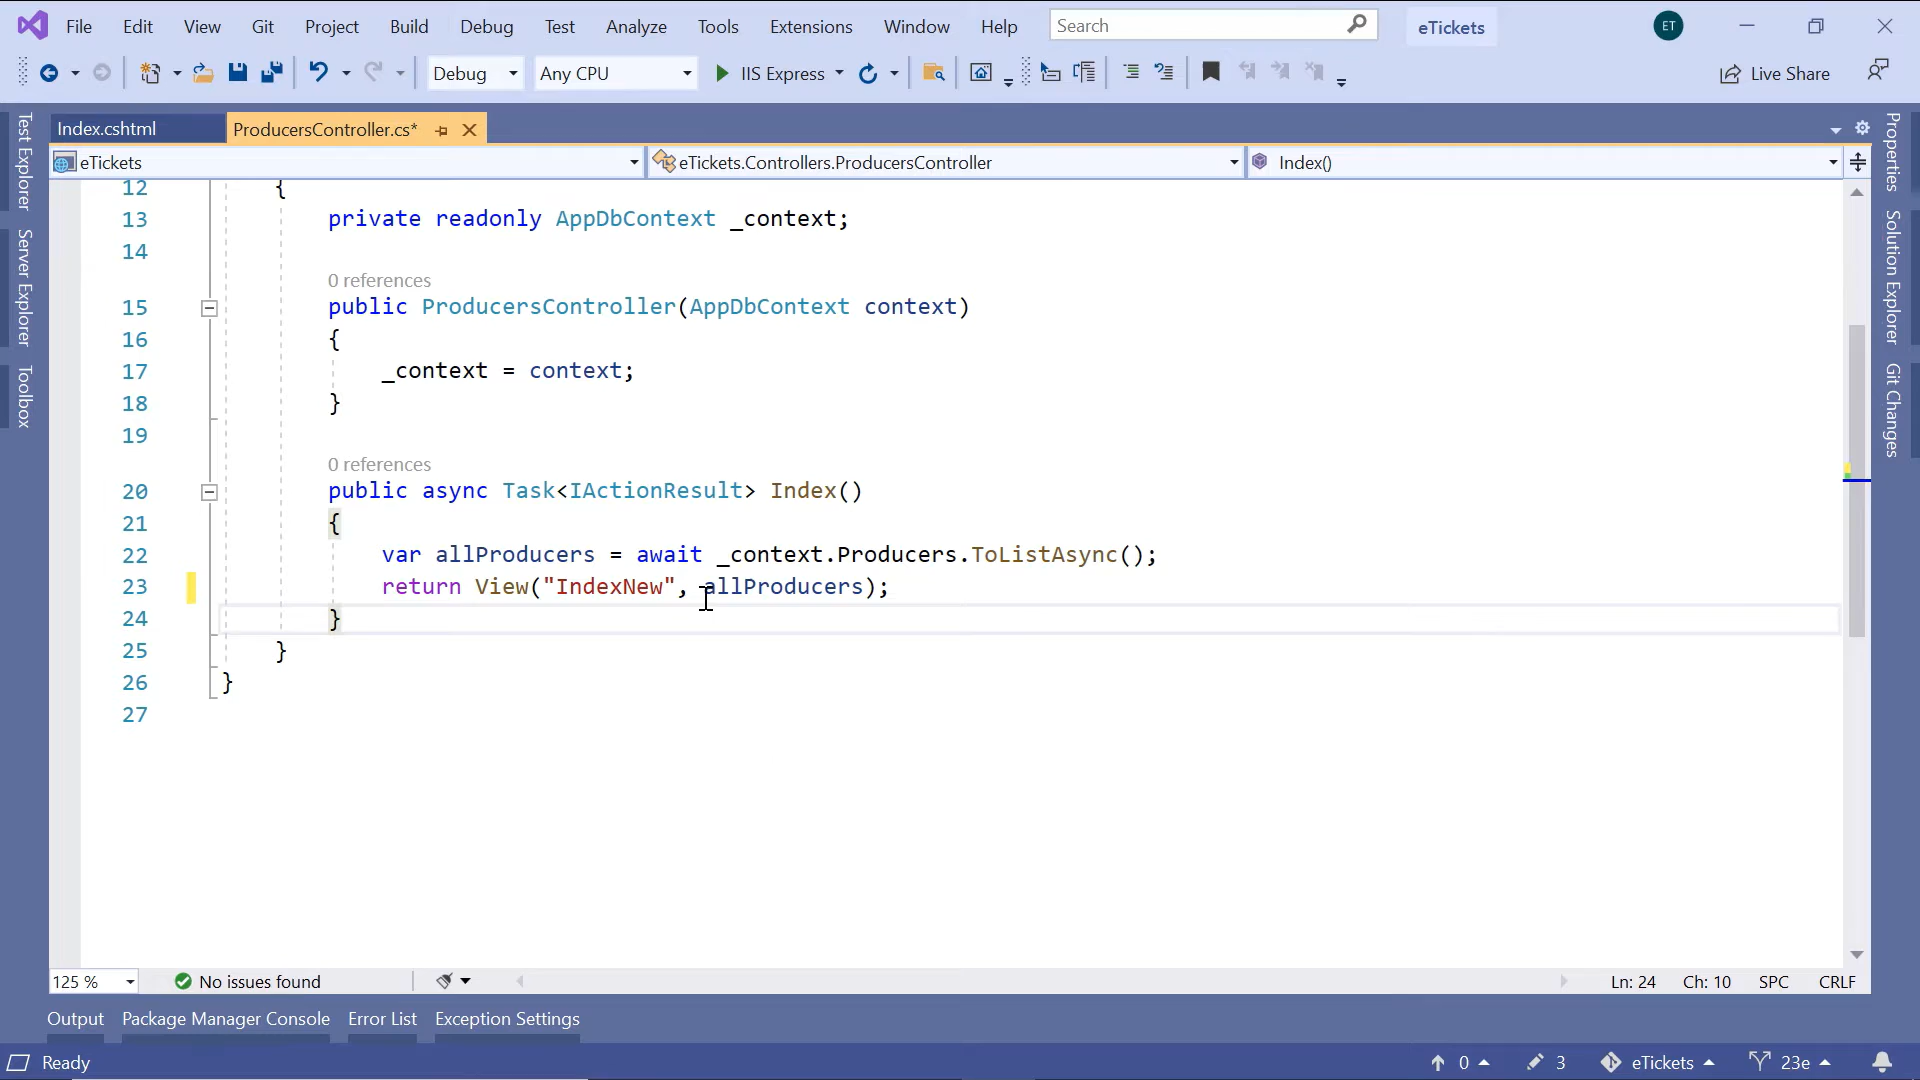 File Edit View Git Project Build Debug Test Analyze Tools Extensions Window Help Search eTickets ET
Debug Any CPU IIS Express Live Share
Index.cshtml ProducersController.cs*
eTickets eTickets.Controllers.ProducersController Index()
Test Explorer
Server Explorer
Toolbox
12 {
13 private readonly AppDbContext _context;
14
0 references
15 public ProducersController(AppDbContext context)
16 {
17 _context = context;
18 }
19
0 references
20 public async Task<IActionResult> Index()
21 {
22 var allProducers = await _context.Producers.ToListAsync();
23 return View("IndexNew", allProducers);
24 }
25 }
26 }
27
Properties
Solution Explorer
Git Changes
125 % No issues found Ln: 24 Ch: 10 SPC CRLF
Output Package Manager Console Error List Exception Settings
Ready 0 3 eTickets 23e